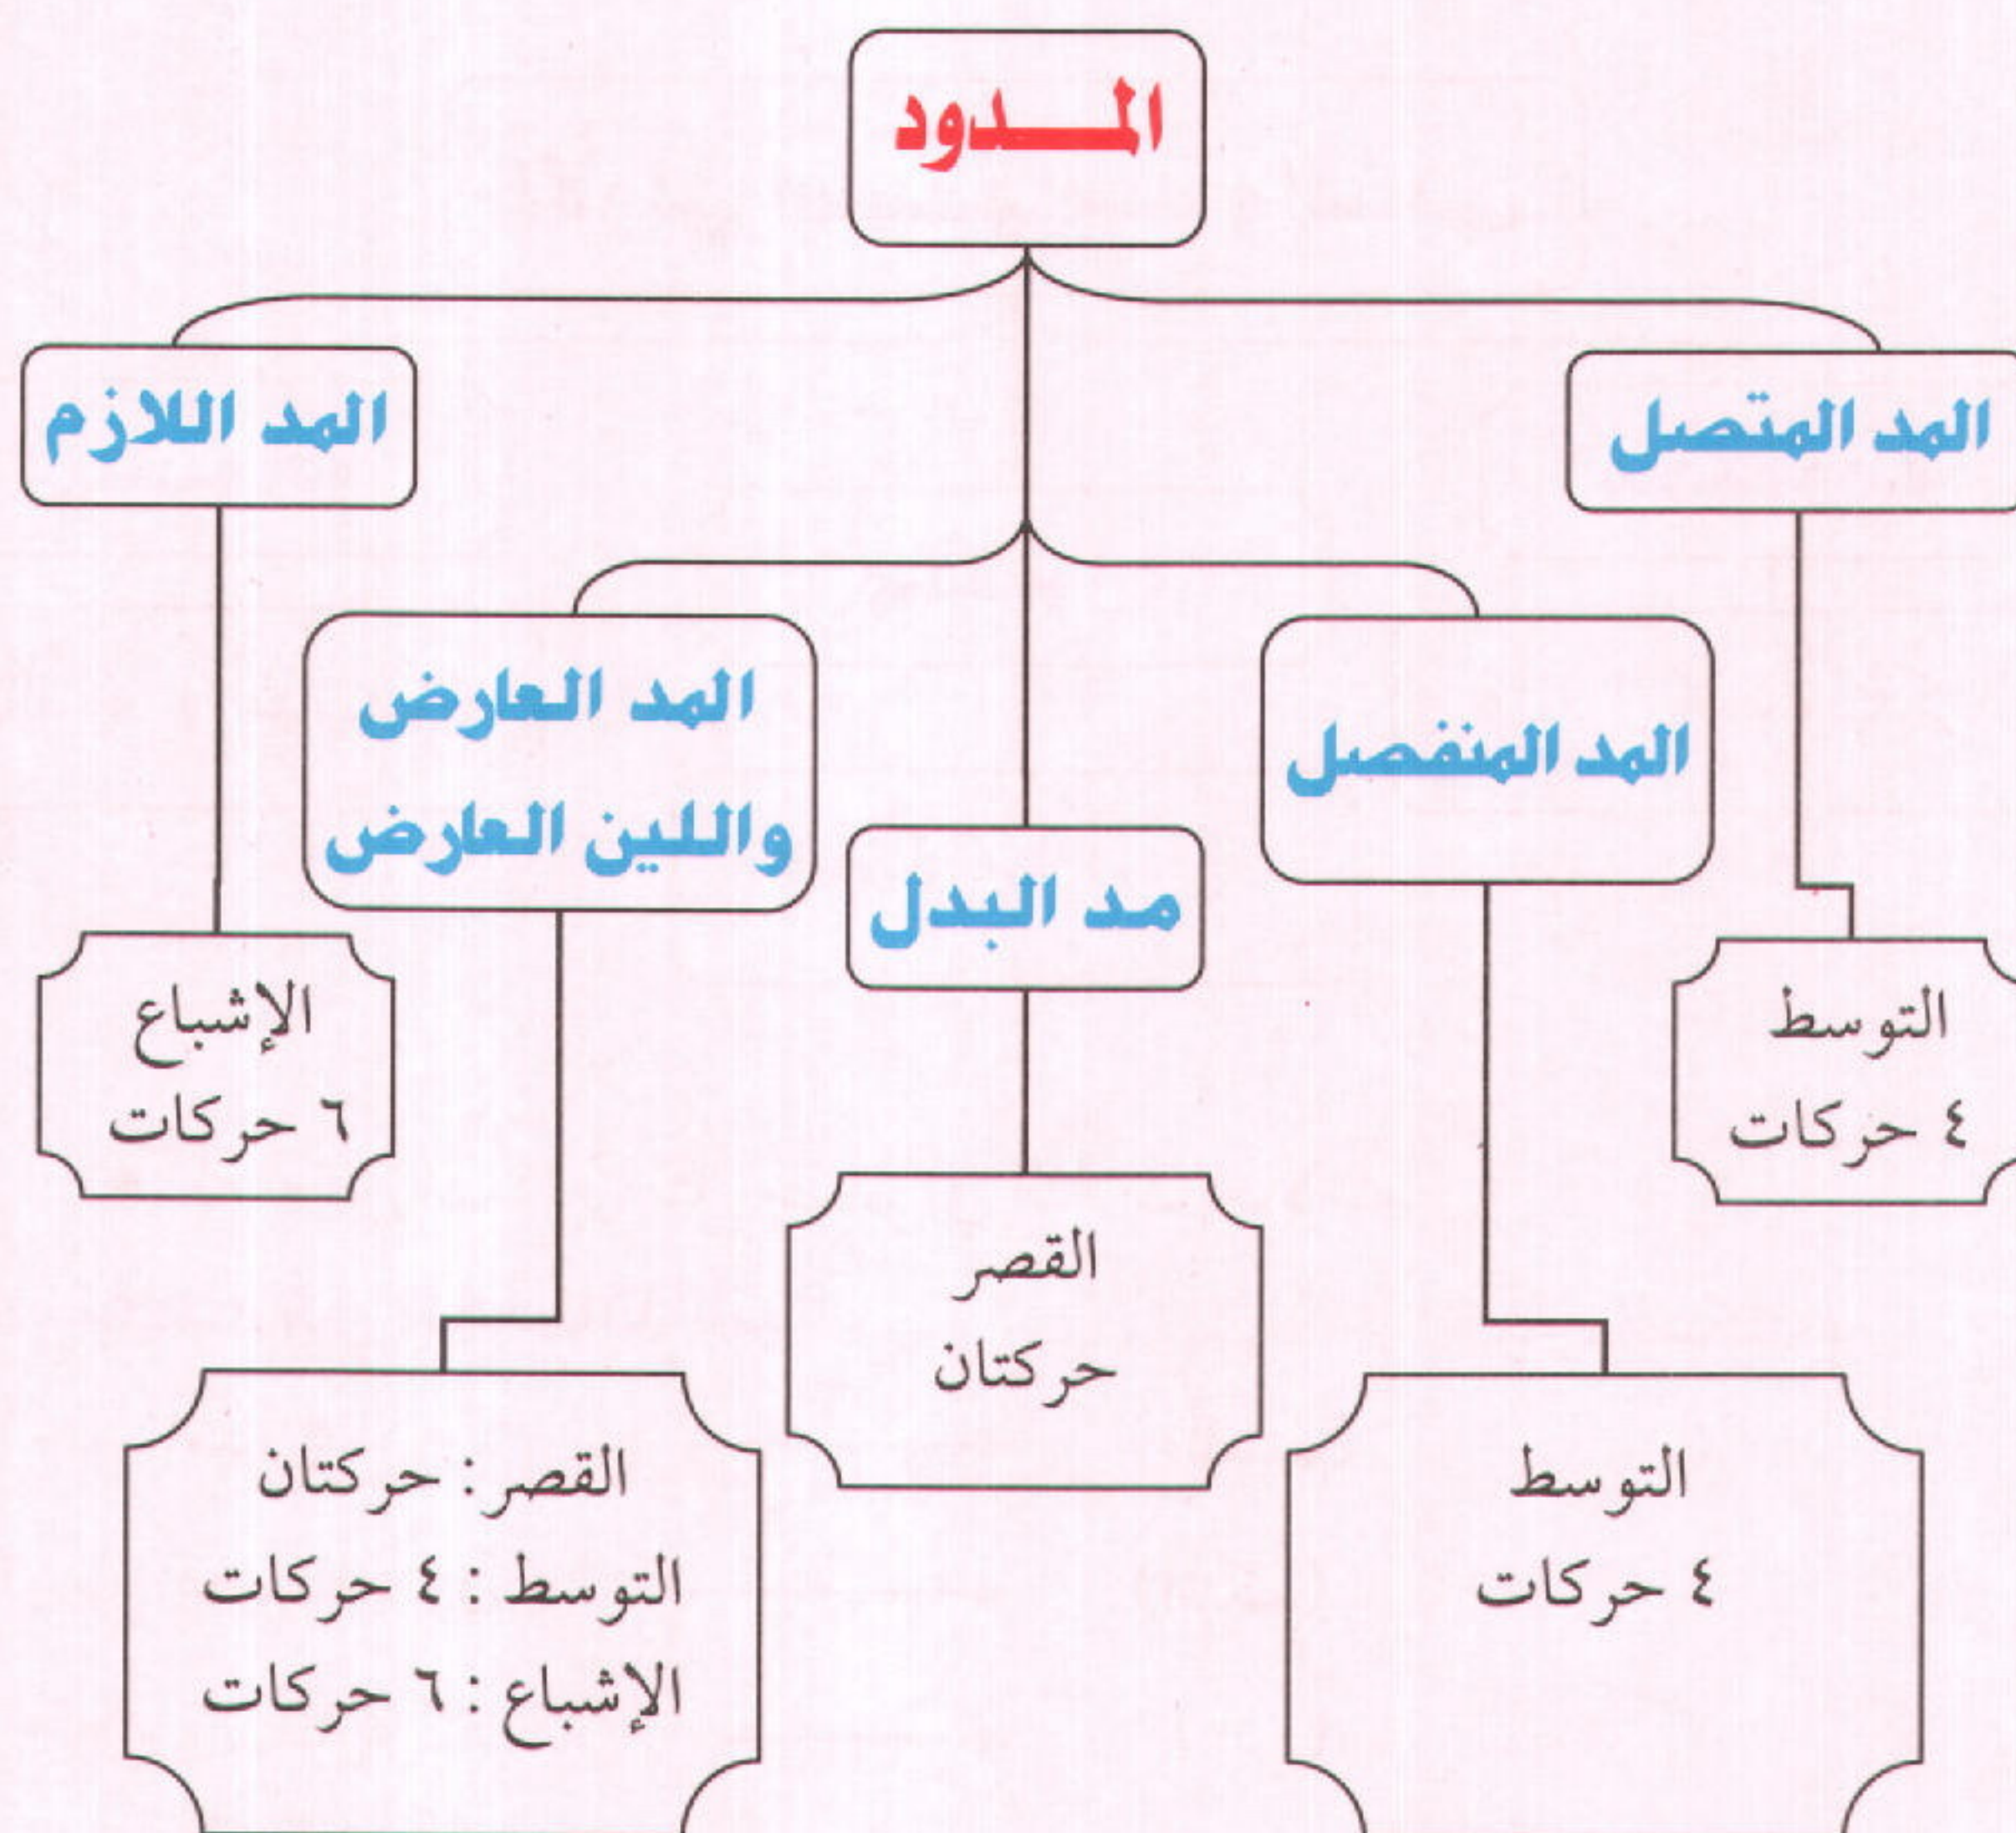 المدود
المد المتصل
المد اللازم
المد المنفصل
المد العارض
واللين العارض
مد البدل
التوسط
٤ حركات
الإشباع
٦ حركات
القصر
حركتان
التوسط
٤ حركات
القصر : حركتان
التوسط : ٤ حركات
الإشباع : ٦ حركات